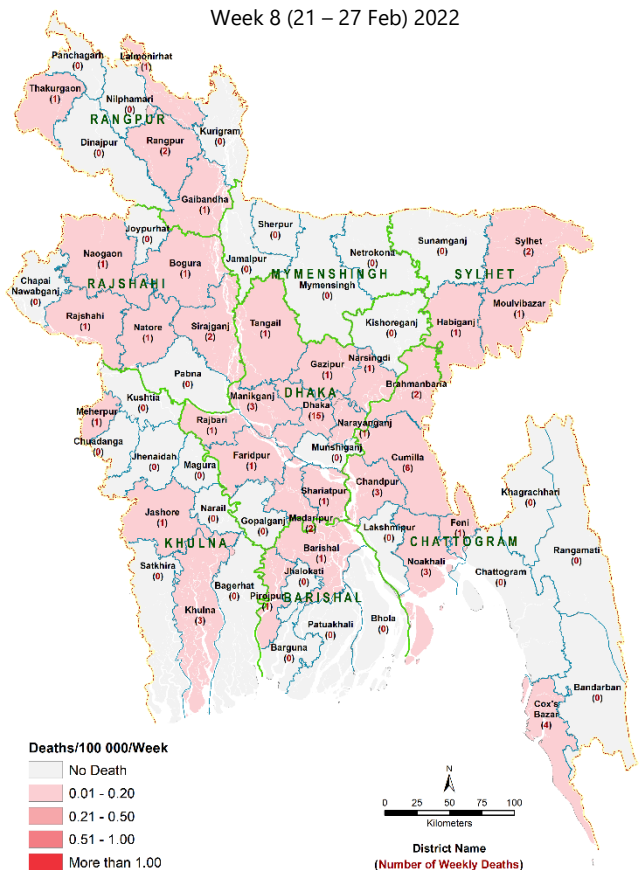 Week 8 (21 – 27 Feb) 2022
Panchagarh
(0)
Lalmonirhat
(1)
Thakurgaon
(1)
Nilphamari
(0)
RANGPUR
Dinajpur
(0)
Rangpur
(2)
Kurigram
(0)
Gaibandha
(1)
Joypurhat
(0)
Naogaon
(1)
Bogura
(1)
Chapai
Nawabganj
(0)
RAJSHAHI
Rajshahi
(1)
Natore
(1)
Sirajganj
(2)
Pabna
(0)
Sherpur
(0)
Jamalpur
(0)
Netrokona
(0)
MYMENSINGH
Mymensingh
(0)
Sunamganj
(0)
Sylhet
(2)
SYLHET
Moulvibazar
(1)
Habiganj
(1)
Kishoreganj
(0)
Tangail
(1)
Gazipur
(1)
Narsingdi
(1)
Brahmanbaria
(2)
DHAKA
Manikganj
(3)
Dhaka
(15)
Narayanganj
(1)
Munshiganj
(0)
Rajbari
(1)
Faridpur
(1)
Shariatpur
(1)
Madaripur
(2)
Gopalganj
(0)
Kushtia
(0)
Meherpur
(1)
Chuadanga
(0)
Jhenaidah
(0)
Magura
(0)
Narail
(0)
Jashore
(1)
KHULNA
Satkhira
(0)
Bagerhat
(0)
Khulna
(3)
Barishal
(1)
Jhalokati
(0)
Pirojpur
(1)
BARISHAL
Patuakhali
(0)
Barguna
(0)
Bhola
(0)
Cumilla
(6)
Chandpur
(3)
Lakshmipur
(0)
Feni
(1)
CHATTOGRAM
Noakhali
(3)
Chattogram
(0)
Khagrachhari
(0)
Rangamati
(0)
Bandarban
(0)
Cox's
Bazar
(4)
Deaths/100 000/Week
No Death
0.01 - 0.20
0.21 - 0.50
0.51 - 1.00
More than 1.00
N
0 25 50 75 100
Kilometers
District Name
(Number of Weekly Deaths)